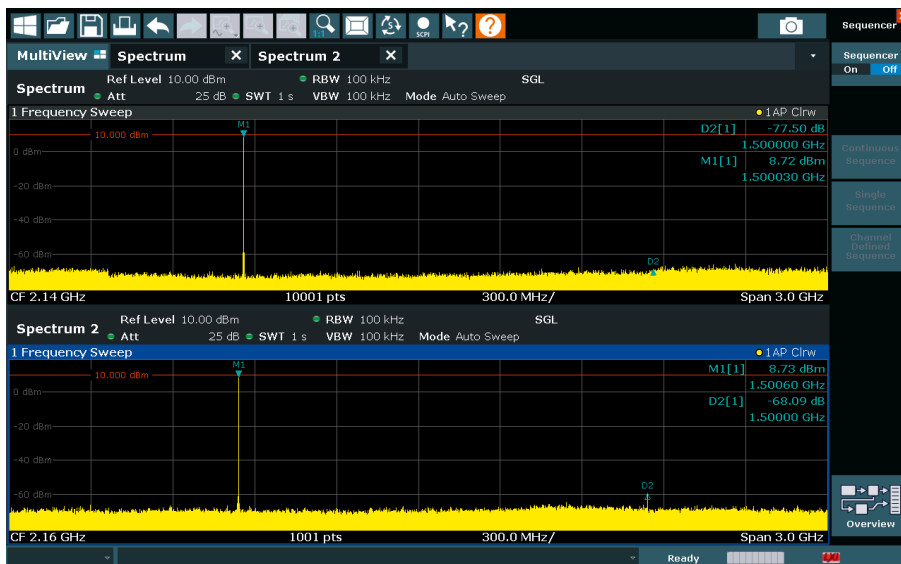 1:1
SCPI
Sequencer
MultiView Spectrum X Spectrum 2 X
Sequencer
On Off
Spectrum
Ref Level 10.00 dBm RBW 100 kHz SGL
Att 25 dB SWT 1 s VBW 100 kHz Mode Auto Sweep
1 Frequency Sweep 1AP Clrw
M1
10.000 dBm
D2[1] -77.50 dB
1.500000 GHz
M1[1] 8.72 dBm
1.500030 GHz
0 dBm
-20 dBm
-40 dBm
-60 dBm
D2
CF 2.14 GHz 10001 pts 300.0 MHz/ Span 3.0 GHz
Continuous
Sequence
Single
Sequence
Channel
Defined
Sequence
Spectrum 2
Ref Level 10.00 dBm RBW 100 kHz SGL
Att 25 dB SWT 1 s VBW 100 kHz Mode Auto Sweep
1 Frequency Sweep 1AP Clrw
M1
10.000 dBm
M1[1] 8.73 dBm
1.50060 GHz
D2[1] -68.09 dB
1.50000 GHz
0 dBm
-20 dBm
-40 dBm
-60 dBm
D2
CF 2.16 GHz 1001 pts 300.0 MHz/ Span 3.0 GHz
Overview
Ready